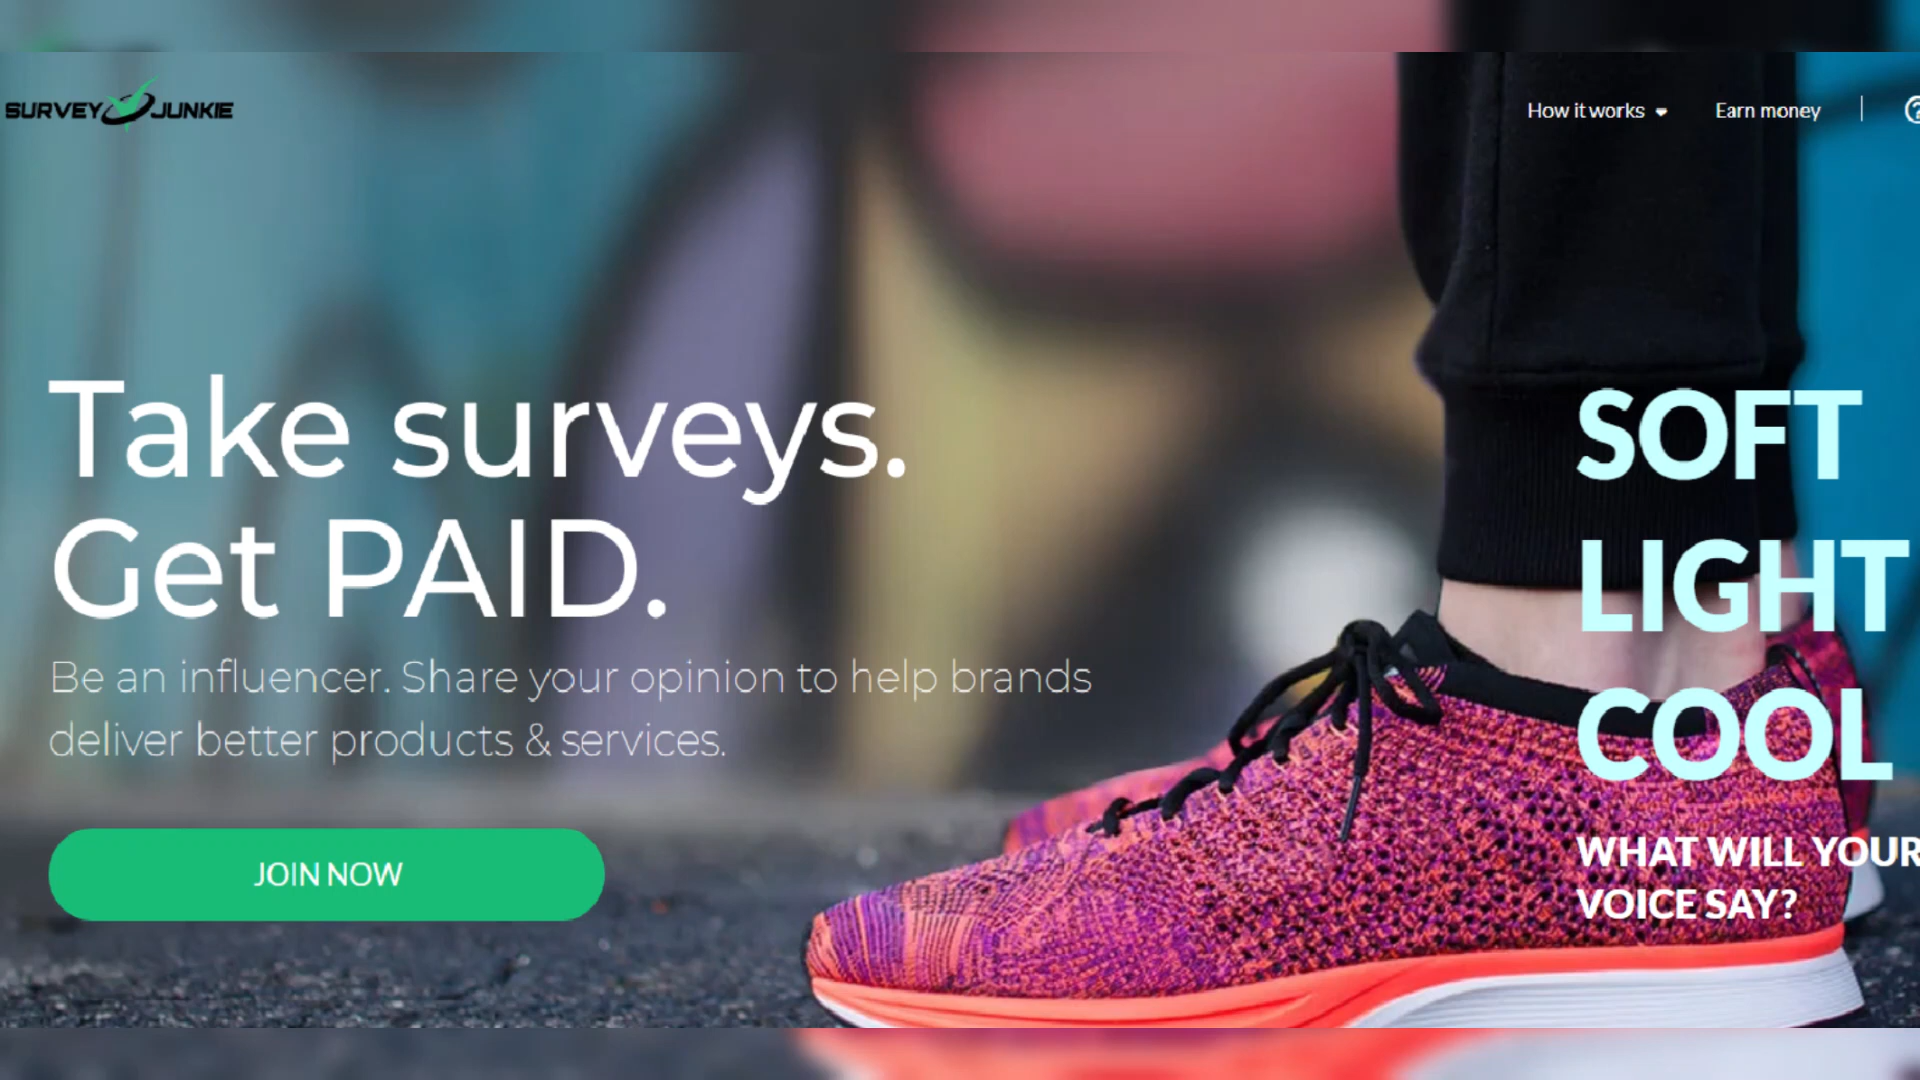 SURVEY JUNKIE
How it works
Earn money
Take surveys.
Get PAID.
Be an influencer. Share your opinion to help brands
deliver better products & services.
JOIN NOW
SOFT
LIGHT
COOL
WHAT WILL YOUR
VOICE SAY?